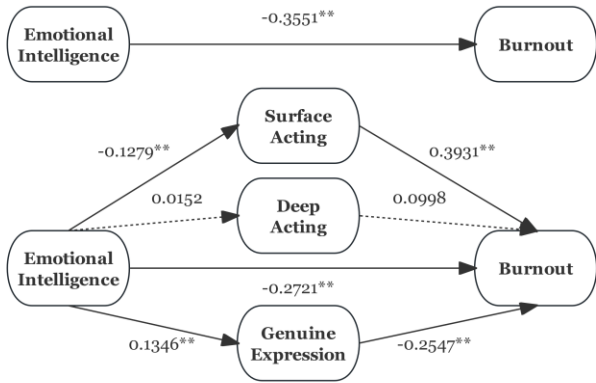 -0.3551**
Emotional
Intelligence
Burnout
Surface
Acting
-0.1279**
0.3931**
0.0152
Deep
Acting
0.0998
Emotional
Intelligence
Burnout
-0.2721**
0.1346**
Genuine
Expression
-0.2547**